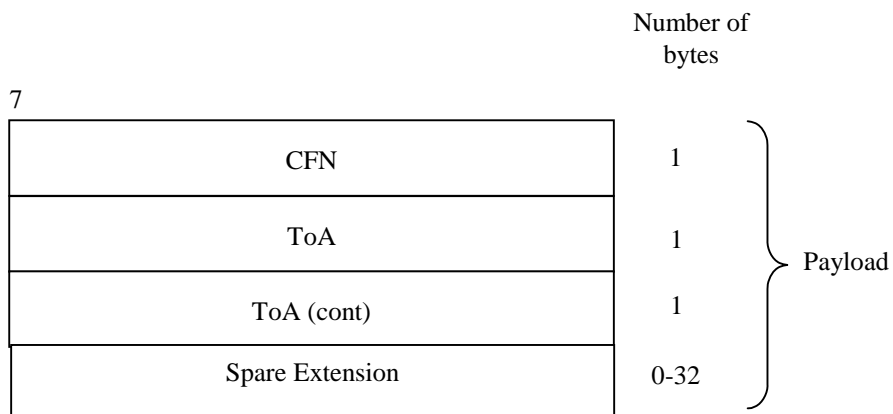 Number of
bytes
7
CFN
1
ToA
1
Payload
ToA (cont)
1
Spare Extension
0-32